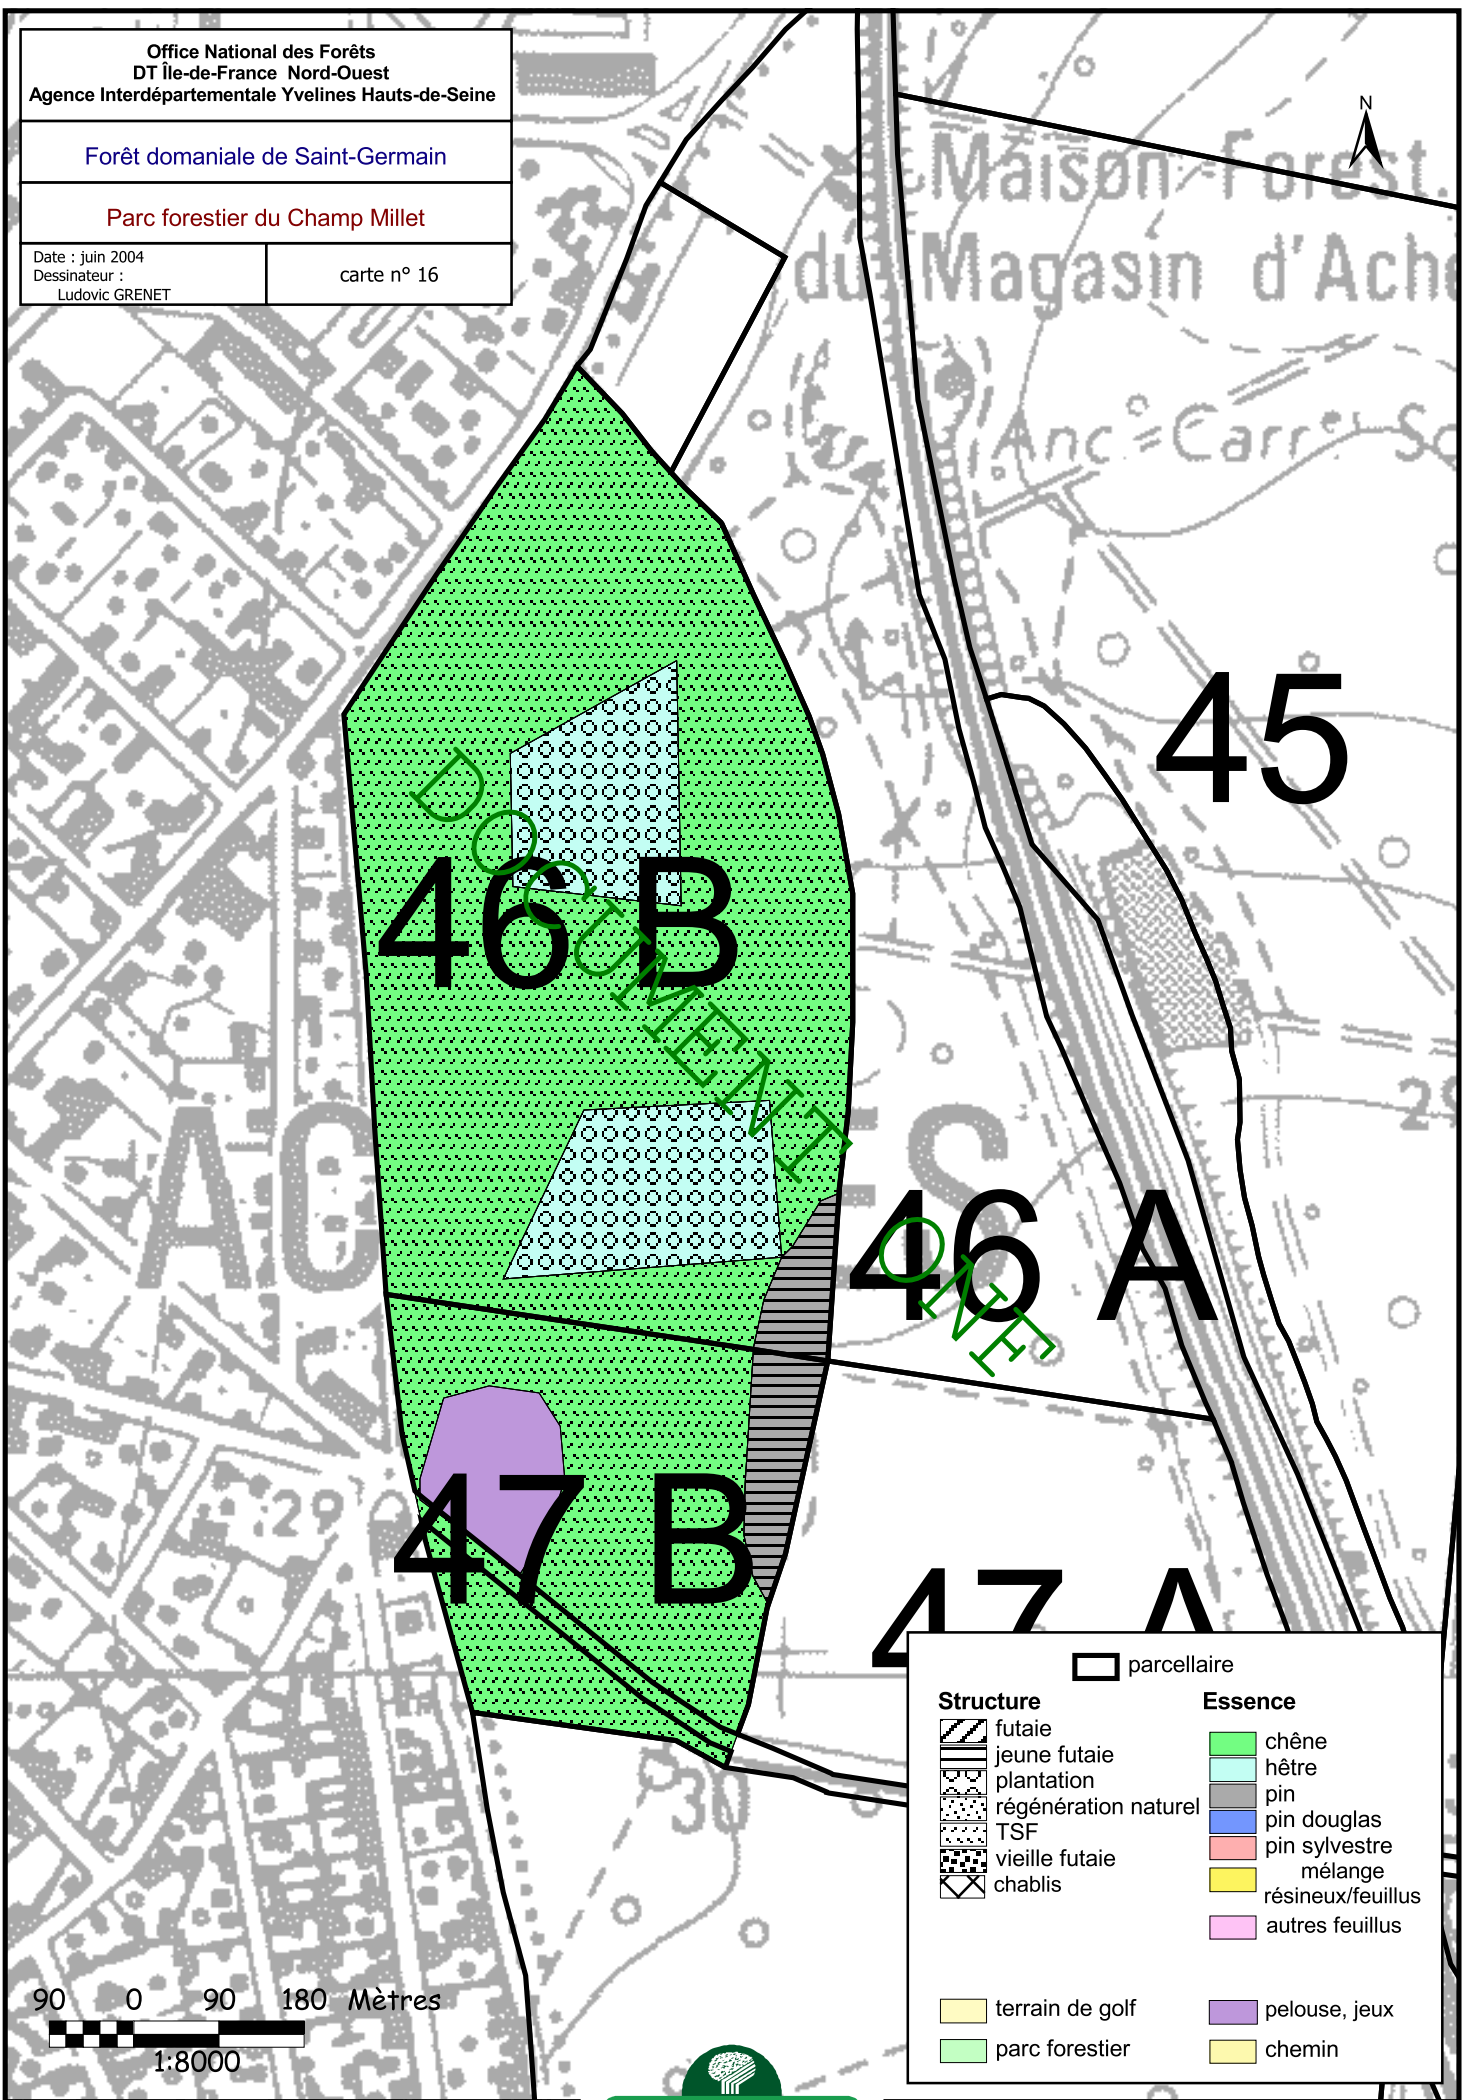 Office National des Forêts
DT Île-de-France Nord-Ouest
Agence Interdépartementale Yvelines Hauts-de-Seine
Forêt domaniale de Saint-Germain
Parc forestier du Champ Millet
Date : juin 2004
Dessinateur :
Ludovic GRENET
carte n° 16
N
Maison Forest.
du Magasin d'Ach
Anc Carre
45
46 B
DOCUMENT ONF
46 A
29
47 B
47 A
30
parcellaire
Structure
futaie
jeune futaie
plantation
régénération naturel
TSF
vieille futaie
chablis
Essence
chêne
hêtre
pin
pin douglas
pin sylvestre
mélange
résineux/feuillus
autres feuillus
terrain de golf
parc forestier
pelouse, jeux
chemin
90 0 90 180 Mètres
1:8000